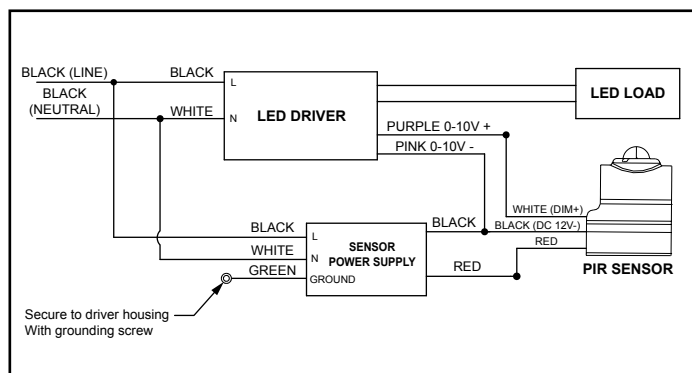 BLACK (LINE)
BLACK
L
BLACK
(NEUTRAL)
WHITE
N
LED DRIVER
LED LOAD
PURPLE 0-10V +
PINK 0-10V -
WHITE (DIM+)
BLACK (DC 12V-)
RED
PIR SENSOR
BLACK
L
WHITE
N
GREEN
GROUND
SENSOR
POWER SUPPLY
BLACK
RED
Secure to driver housing
With grounding screw